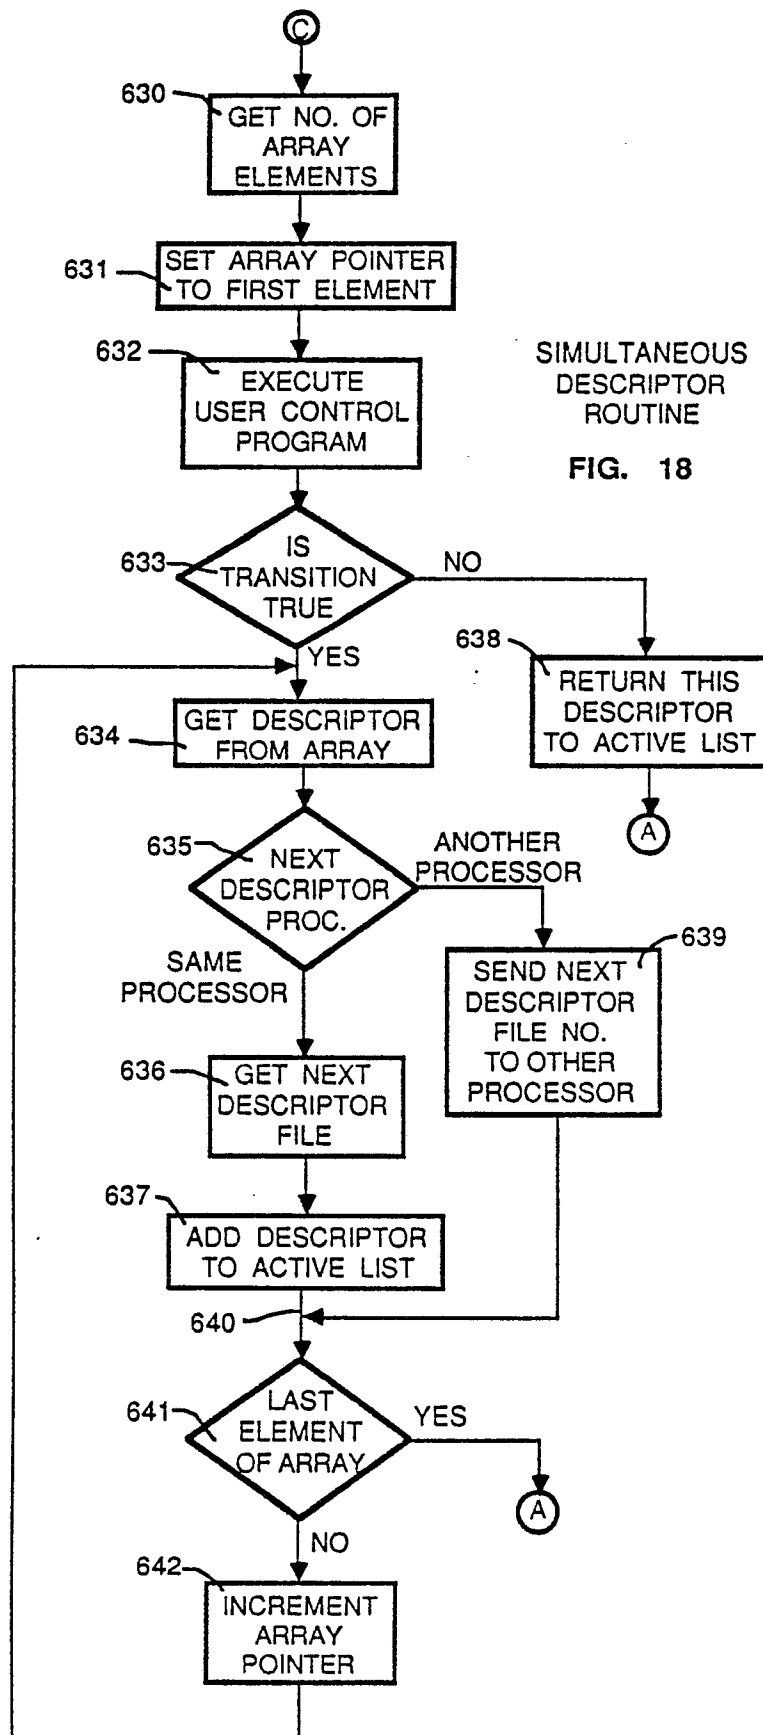 C
630
GET NO. OF
ARRAY
ELEMENTS
631
SET ARRAY POINTER
TO FIRST ELEMENT
632
EXECUTE
USER CONTROL
PROGRAM
SIMULTANEOUS
DESCRIPTOR
ROUTINE
FIG. 18
633
IS
TRANSITION
TRUE
NO
YES
638
RETURN THIS
DESCRIPTOR
TO ACTIVE LIST
A
634
GET DESCRIPTOR
FROM ARRAY
635
NEXT
DESCRIPTOR
PROC.
ANOTHER
PROCESSOR
SAME
PROCESSOR
639
SEND NEXT
DESCRIPTOR
FILE NO.
TO OTHER
PROCESSOR
636
GET NEXT
DESCRIPTOR
FILE
637
ADD DESCRIPTOR
TO ACTIVE LIST
640
641
LAST
ELEMENT
OF ARRAY
YES
A
NO
642
INCREMENT
ARRAY
POINTER